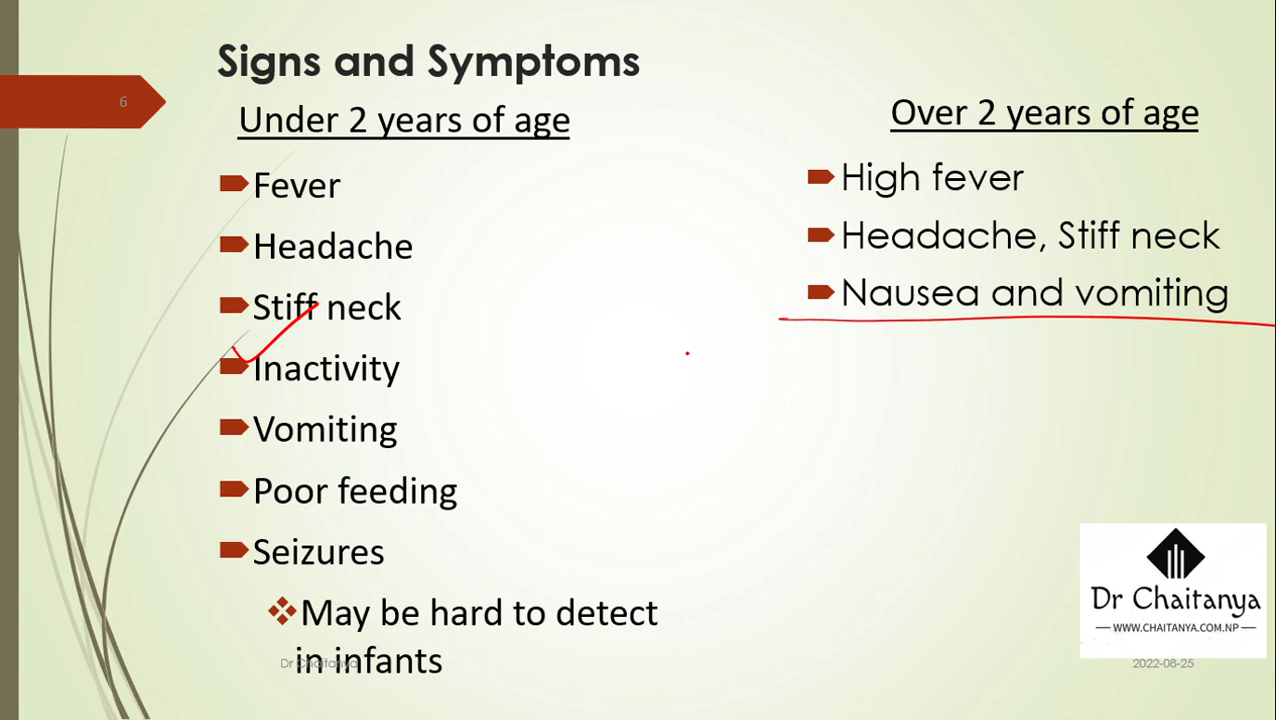 Signs and Symptoms
6
Under 2 years of age
Fever
Headache
Stiff neck
Inactivity
Vomiting
Poor feeding
Seizures
May be hard to detect
in infants
Over 2 years of age
High fever
Headache, Stiff neck
Nausea and vomiting
Dr Chaitanya
WWW.CHAITANYA.COM.NP
Dr Chaitanya
2022-08-25